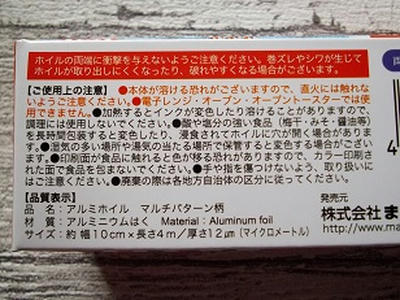 ホイルの両端に衝撃を与えないようご注意ください。巻ズレやシワが生じて
ホイルが取り出しにくくなったり、破れやすくなる場合がございます。
【ご使用上の注意】●本体が溶ける恐れがございますので、直火には触れな
いようご注意ください。●電子レンジ・オーブン・オーブントースターでは使
用できません。●加熱するとインクが変色したり溶けることがありますので、
調理には使用しないでください。●酸や塩分の強い食品(梅干・みそ・醤油等)
を長時間保存すると変色したり、浸食されてホイルに穴が開く場合がありま
す。●湿気の多い場所や湯気の当たる場所で保管すると変色する場合がござ
います。●印刷面が食品に触れると色が移る恐れがありますので、カラー印刷さ
れた面で食品を包まないでください。●手や指を傷つけないよう、取り扱いに
はご注意ください。●廃棄の際は各地方自治体の区分に従ってください。
【品質表示】
品 名：アルミホイル マルチパターン柄
材 質：アルミニウムはく Material：Aluminum foil
サイズ：約 幅10cm×長さ4m/厚さ12μm(マイクロメートル)
発売元
株式会社ま
http://www.ma
4